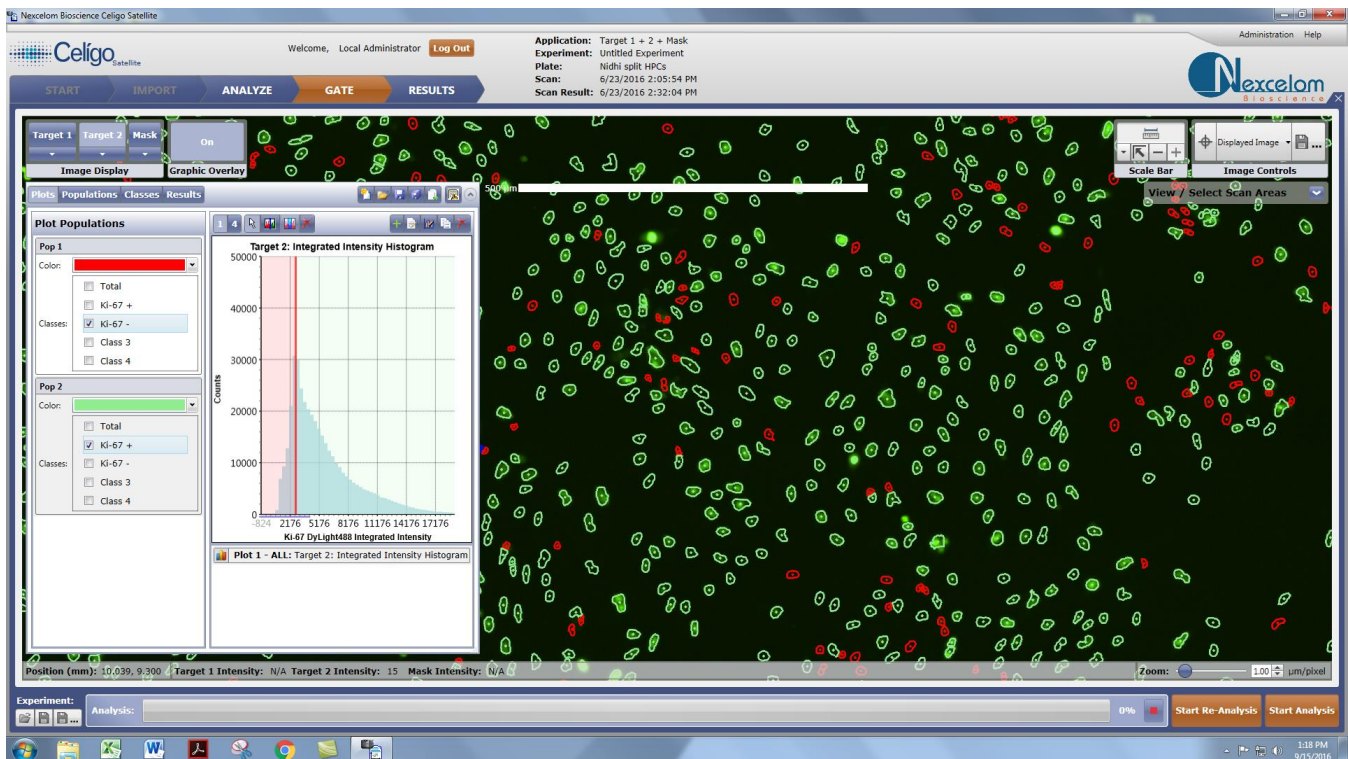 Nexcelom Bioscience Celigo Satellite
Celígo Satellite
Welcome, Local Administrator Log Out
Application: Target 1 + 2 + Mask
Experiment: Untitled Experiment
Plate: Nidhi split HPCs
Scan: 6/23/2016 2:05:54 PM
Scan Result: 6/23/2016 2:32:04 PM
Administration Help
Nexcelom
Bioscience
START IMPORT ANALYZE GATE RESULTS
Target 1 Target 2 Mask On
Image Display Graphic Overlay
Displayed Image ...
Scale Bar Image Controls
View / Select Scan Areas
500 µm
Plots Populations Classes Results
Plot Populations
Pop 1
Color:
Total
Ki-67 +
Classes: Ki-67 -
Class 3
Class 4
Pop 2
Color:
Total
Ki-67 +
Classes: Ki-67 -
Class 3
Class 4
1 4
Target 2: Integrated Intensity Histogram
50000
40000
30000
20000
10000
0
Counts
-824 2176 5176 8176 11176 14176 17176
Ki-67 DyLight488 Integrated Intensity
Plot 1 - ALL: Target 2: Integrated Intensity Histogram
Position (mm): 10.039, 9.300 Target 1 Intensity: N/A Target 2 Intensity: 15 Mask Intensity: N/A
Zoom: 1.00 µm/pixel
Experiment:
...
Analysis: 0% Start Re-Analysis Start Analysis
1:18 PM
9/15/2016